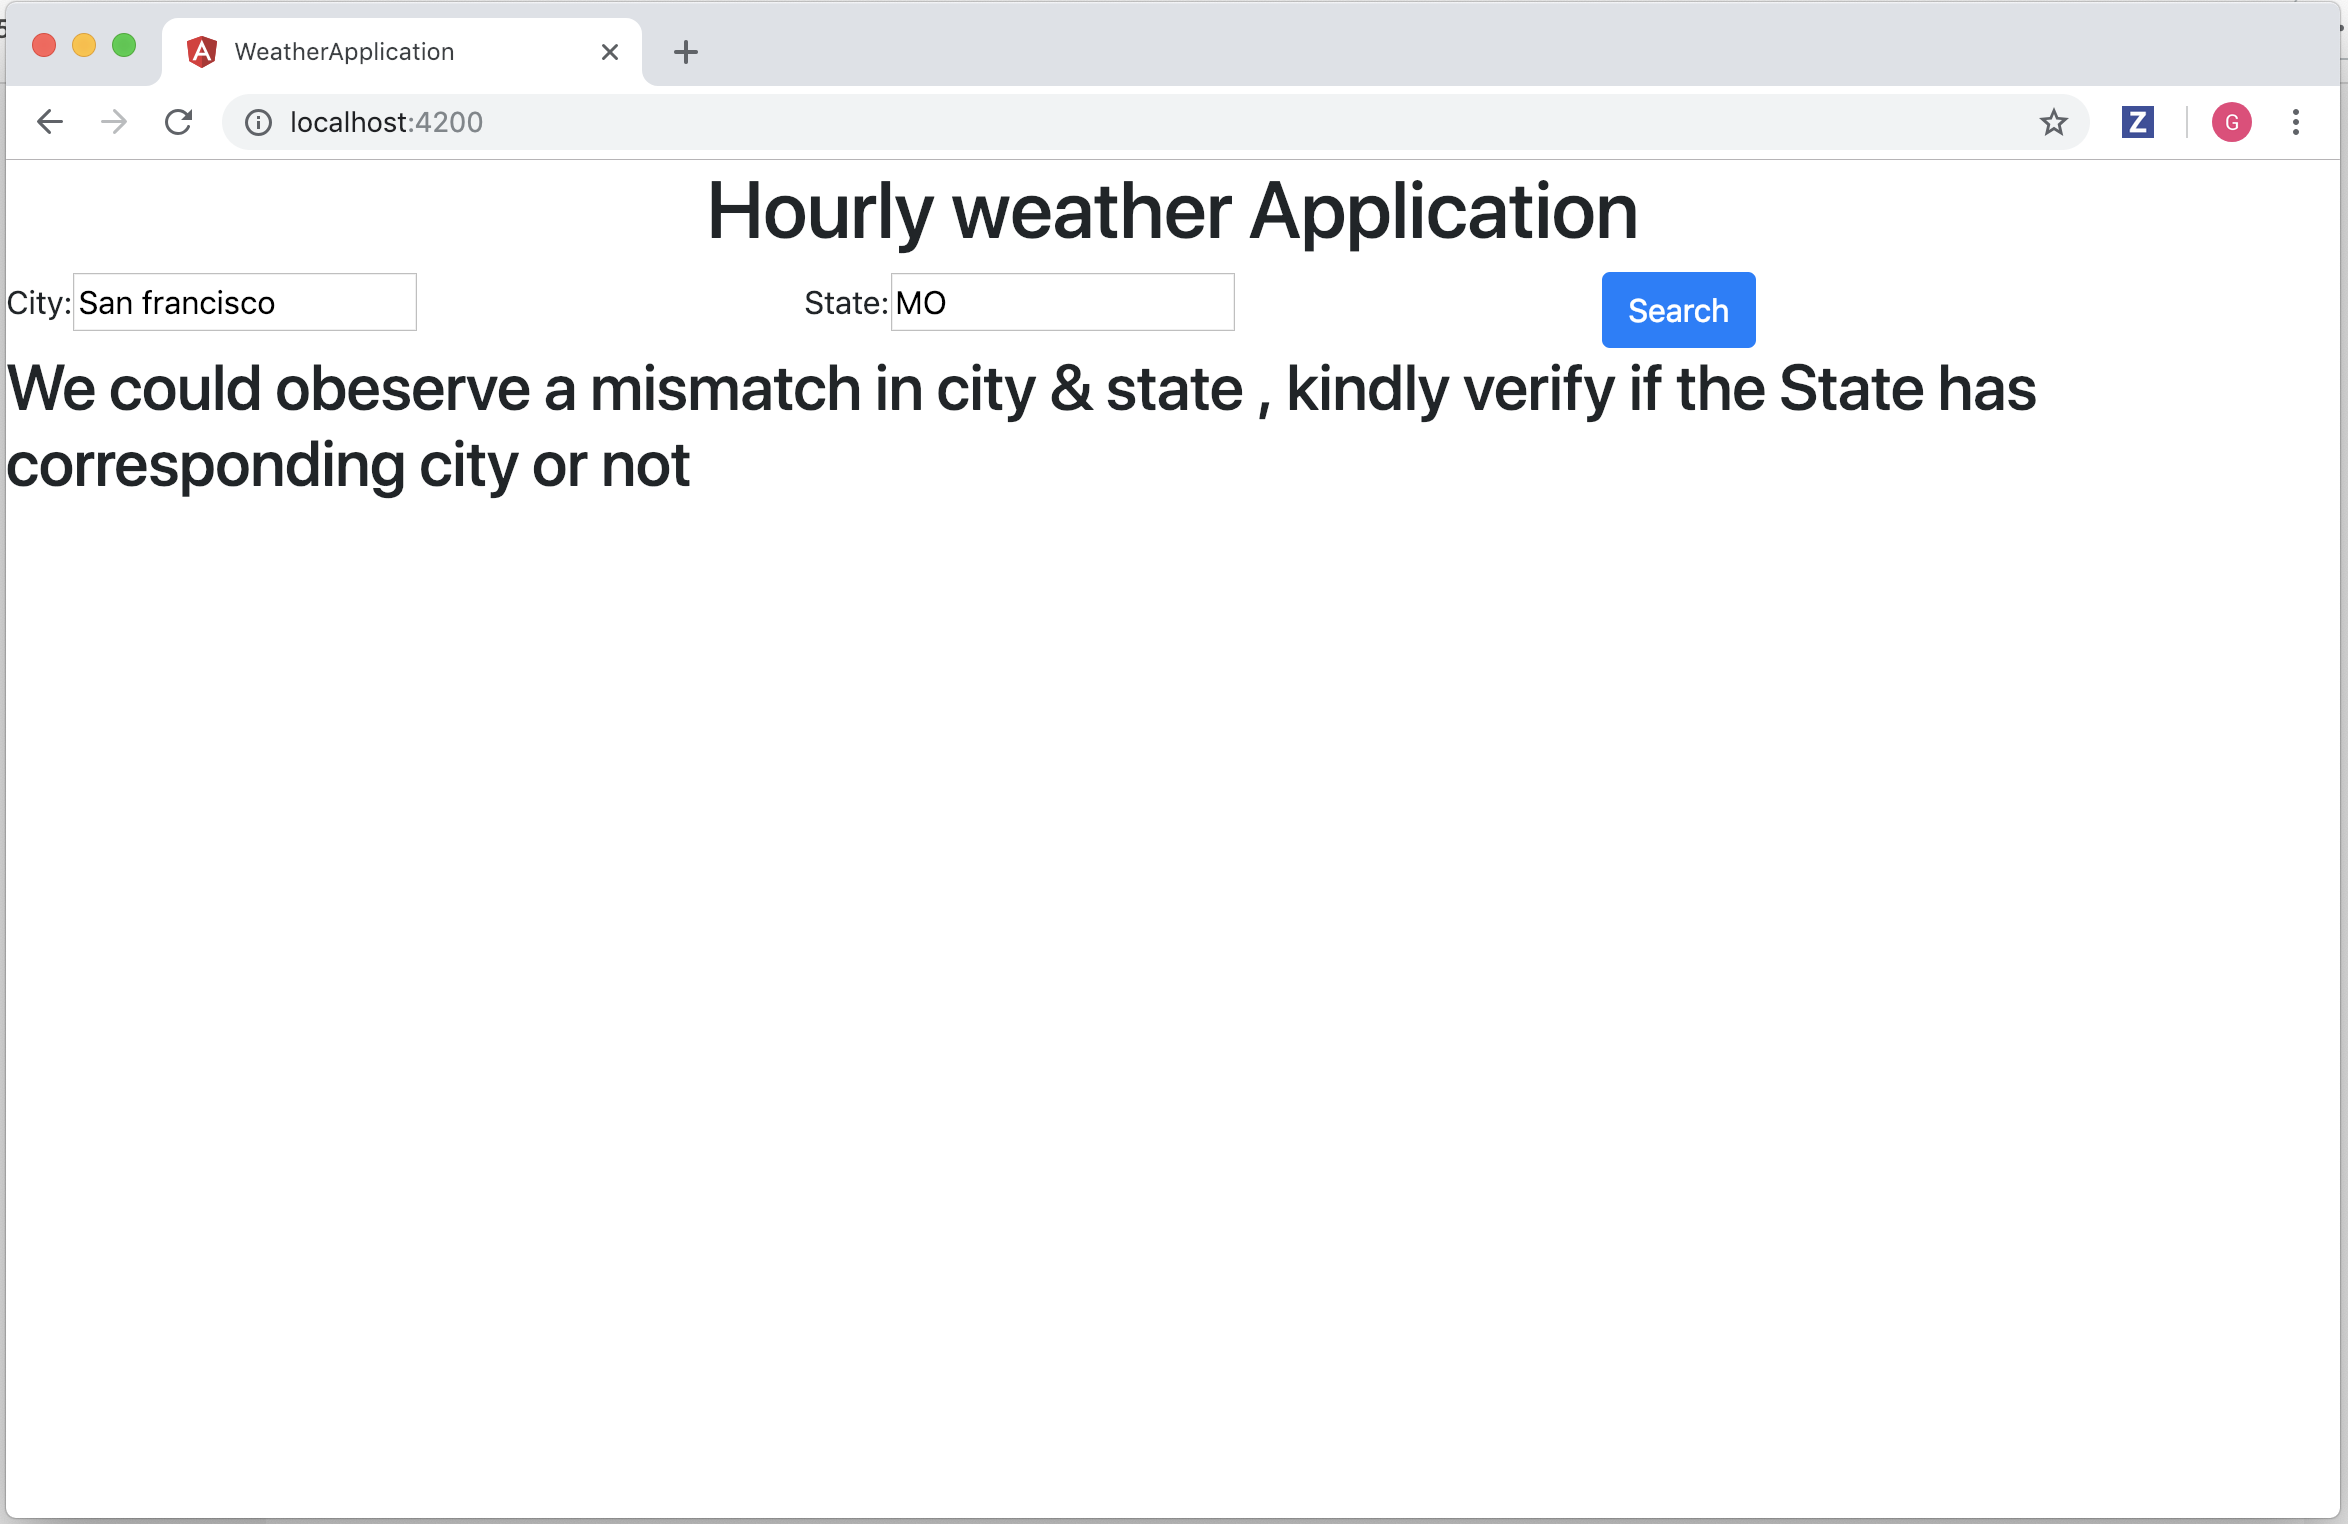 WeatherApplication
localhost:4200
Z
G
Hourly weather Application
City: San francisco State: MO Search
We could obeserve a mismatch in city & state , kindly verify if the State has
corresponding city or not